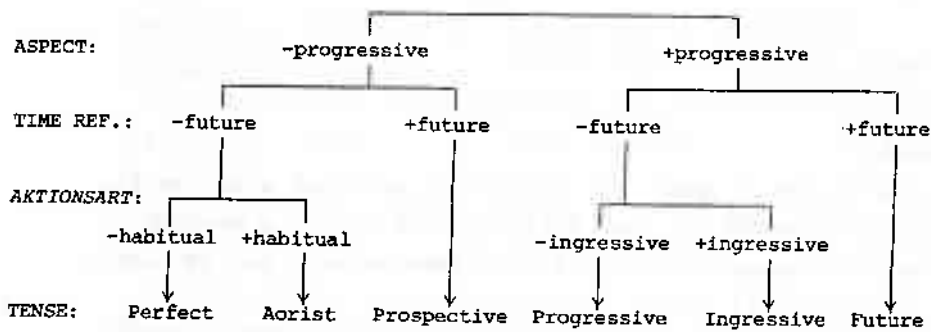 ASPECT: -progressive +progressive
TIME REF.: -future +future -future +future
AKTIONSART:
-habitual +habitual -ingressive +ingressive
TENSE: Perfect Aorist Prospective Progressive Ingressive Future